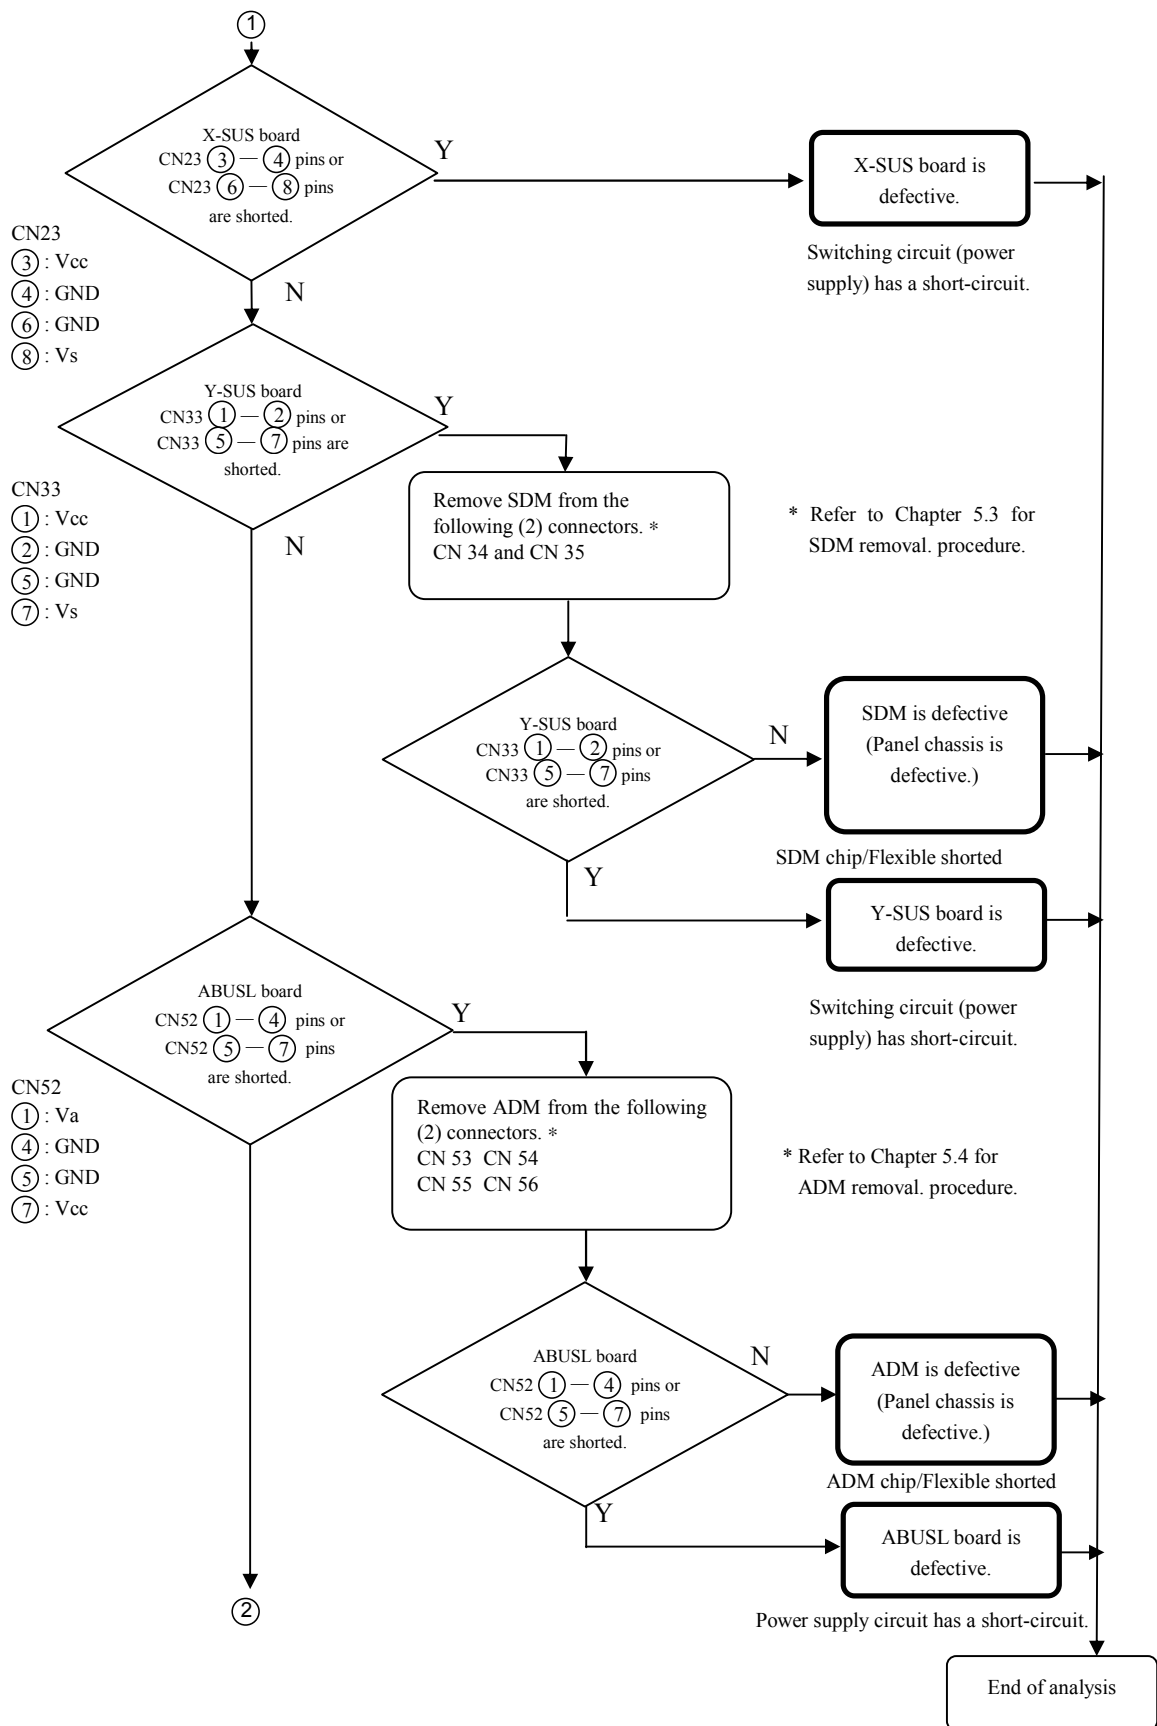 1
X-SUS board
CN23 3 — 4 pins or
CN23 6 — 8 pins
are shorted.
Y
X-SUS board is
defective.
Switching circuit (power
supply) has a short-circuit.
N
CN23
3 : Vcc
4 : GND
6 : GND
8 : Vs
Y-SUS board
CN33 1 — 2 pins or
CN33 5 — 7 pins are
shorted.
Y
N
CN33
1 : Vcc
2 : GND
5 : GND
7 : Vs
Remove SDM from the
following (2) connectors. *
CN 34 and CN 35
* Refer to Chapter 5.3 for
SDM removal. procedure.
Y-SUS board
CN33 1 — 2 pins or
CN33 5 — 7 pins
are shorted.
N
SDM is defective
(Panel chassis is
defective.)
SDM chip/Flexible shorted
Y
Y-SUS board is
defective.
Switching circuit (power
supply) has short-circuit.
ABUSL board
CN52 1 — 4 pins or
CN52 5 — 7 pins
are shorted.
Y
CN52
1 : Va
4 : GND
5 : GND
7 : Vcc
Remove ADM from the following
(2) connectors. *
CN 53 CN 54
CN 55 CN 56
* Refer to Chapter 5.4 for
ADM removal. procedure.
ABUSL board
CN52 1 — 4 pins or
CN52 5 — 7 pins
are shorted.
N
ADM is defective
(Panel chassis is
defective.)
ADM chip/Flexible shorted
Y
ABUSL board is
defective.
Power supply circuit has a short-circuit.
2
End of analysis